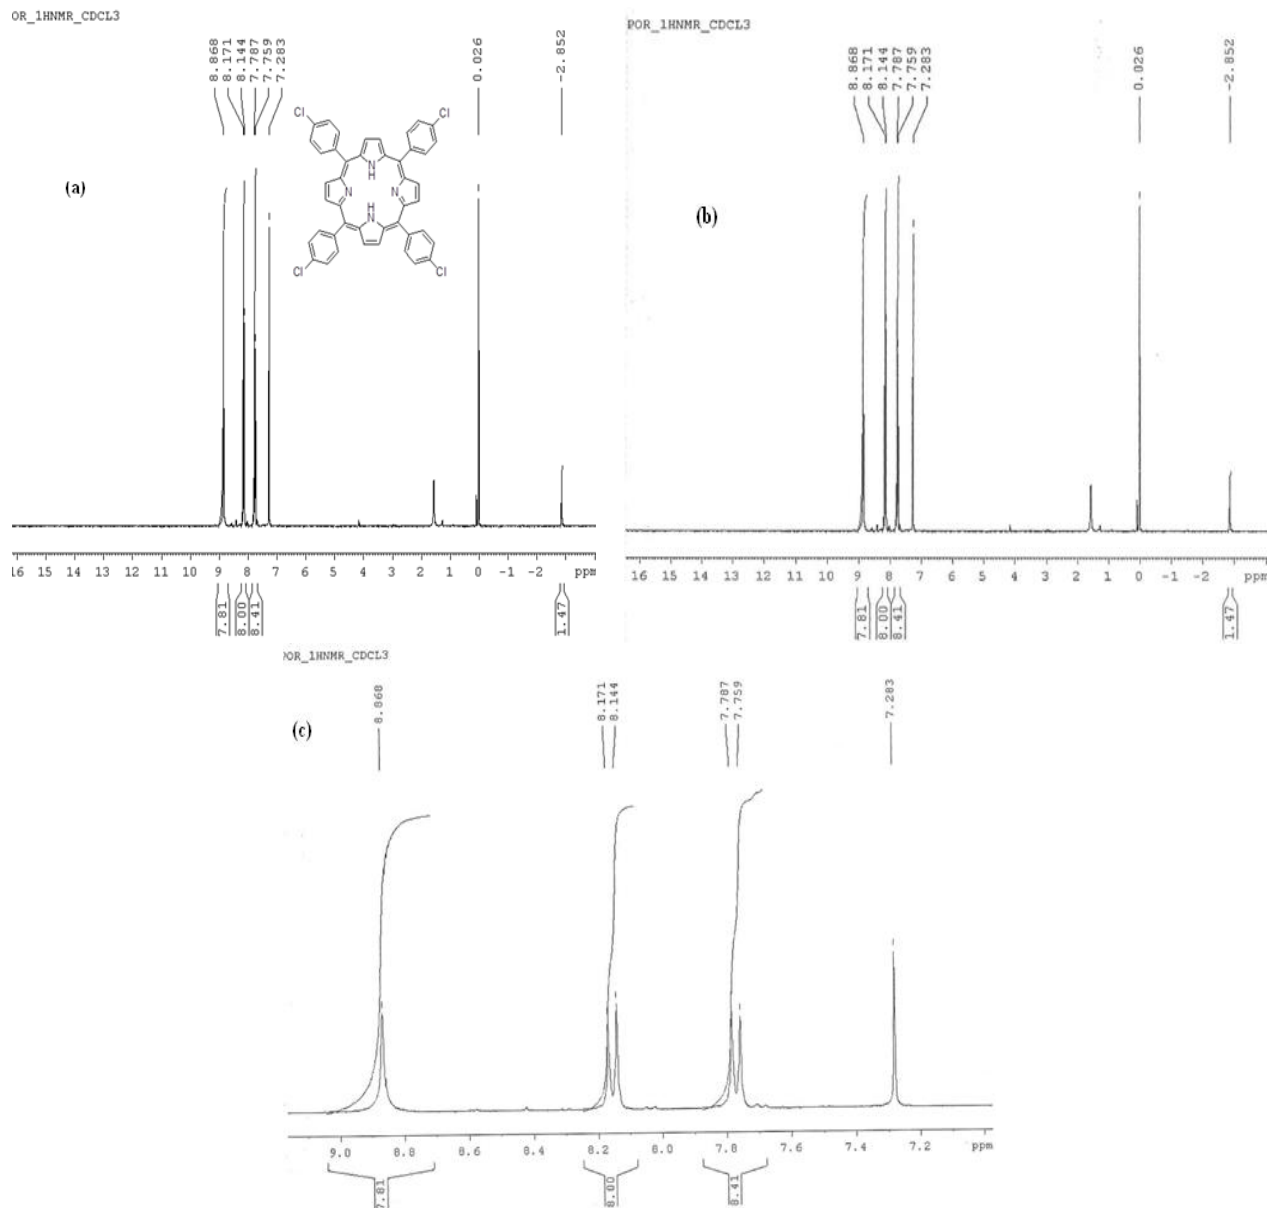 OR_1HNMR_CDCL3
8.868
8.171
8.144
7.787
7.759
7.283
0.026
-2.852
(a)
Cl
Cl
N
H
N
N
H
N
Cl
Cl
16 15 14 13 12 11 10 9 8 7 6 5 4 3 2 1 0 -1 -2 ppm
7.81
8.00
8.41
1.47
POR_1HNMR_CDCL3
8.868
8.171
8.144
7.787
7.759
7.283
0.026
-2.852
(b)
16 15 14 13 12 11 10 9 8 7 6 5 4 3 2 1 0 -1 -2 ppm
7.81
8.00
8.41
1.47
POR_1HNMR_CDCL3
8.868
8.171
8.144
7.787
7.759
7.283
(c)
9.0 8.8 8.6 8.4 8.2 8.0 7.8 7.6 7.4 7.2 ppm
7.81
8.00
8.41